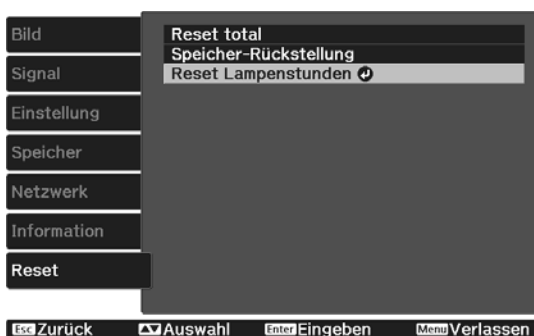 Bild
Signal
Einstellung
Speicher
Netzwerk
Information
Reset
Reset total
Speicher-Rückstellung
Reset Lampenstunden
Esc Zurück Auswahl Enter Eingeben Menu Verlassen